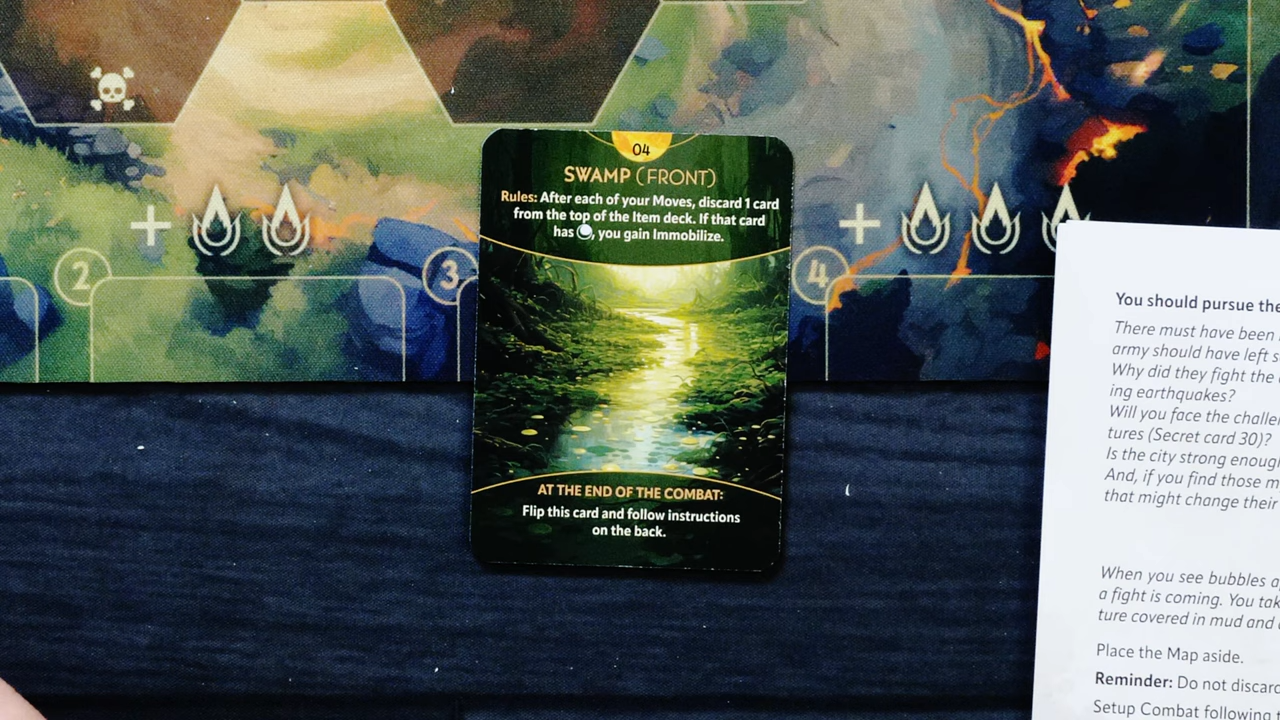 04
SWAMP (FRONT)
Rules: After each of your Moves, discard 1 card
from the top of the Item deck. If that card
has , you gain Immobilize.
AT THE END OF THE COMBAT:
Flip this card and follow instructions
on the back.
+
2
3
+
4
You should pursue the
There must have been
army should have left
Why did they fight the
ing earthquakes?
Will you face the
tures (Secret card 30)?
Is the city strong
And, if you find those
that might change their
When you see bubbles
a fight is coming. You
ture covered in mud and
Place the Map aside.
Reminder: Do not
Setup Combat following